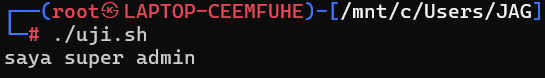 ┌──(root㉿LAPTOP-CEEMFUHE)-[/mnt/c/Users/JAG]
└─# ./uji.sh
saya super admin